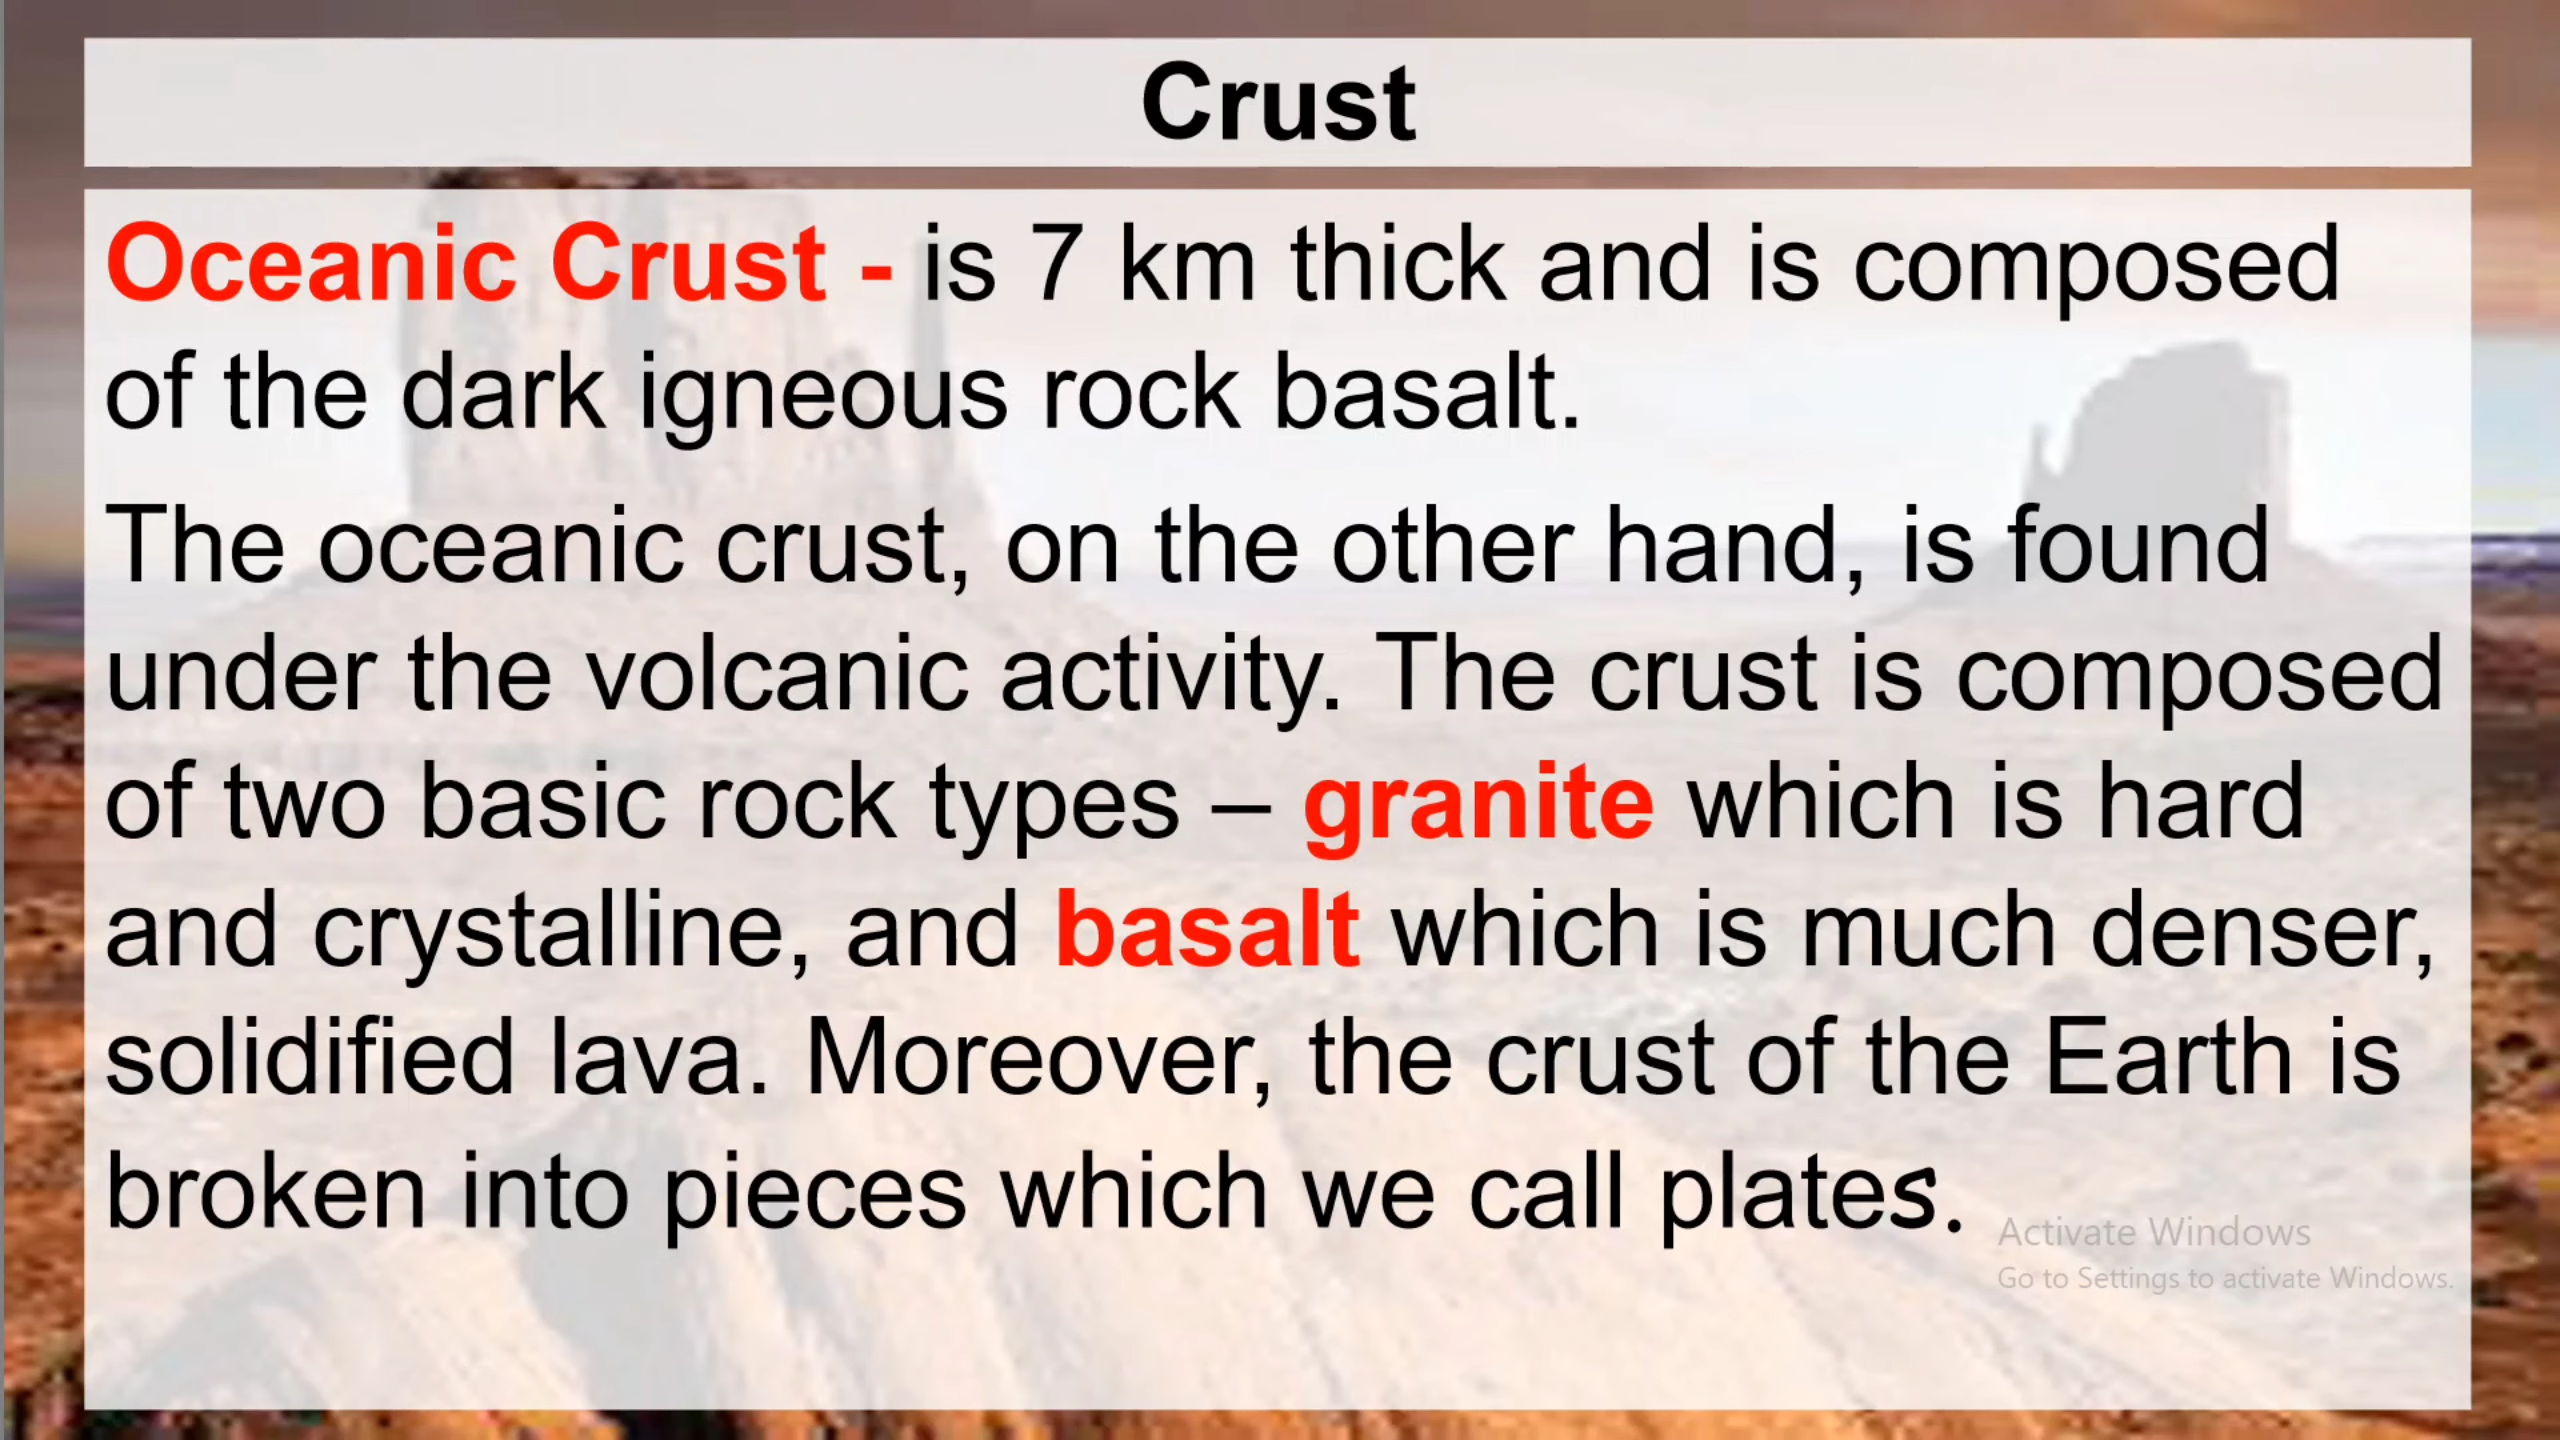 Crust
Oceanic Crust - is 7 km thick and is composed
of the dark igneous rock basalt.
The oceanic crust, on the other hand, is found
under the volcanic activity. The crust is composed
of two basic rock types – granite which is hard
and crystalline, and basalt which is much denser,
solidified lava. Moreover, the crust of the Earth is
broken into pieces which we call plates.
Activate Windows
Go to Settings to activate Windows.